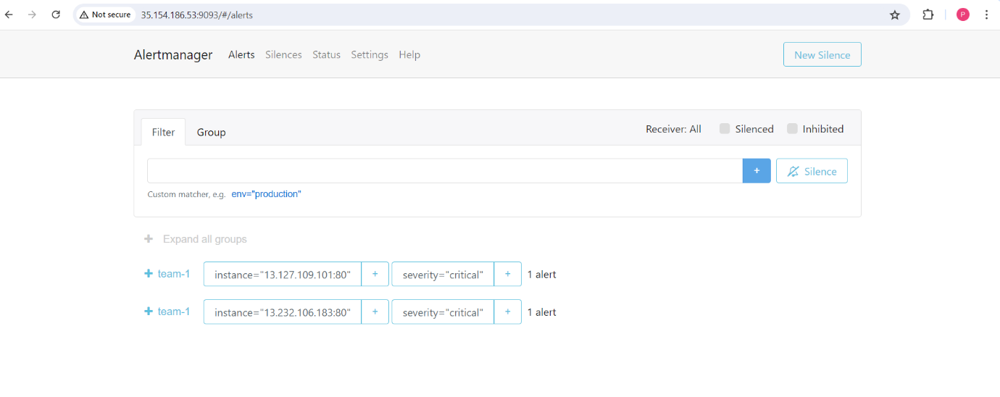 Not secure 35.154.186.53:9093/#/alerts P
Alertmanager Alerts Silences Status Settings Help New Silence
Filter Group Receiver: All Silenced Inhibited
+ Silence
Custom matcher, e.g. env="production"
+ Expand all groups
+ team-1 instance="13.127.109.101:80" + severity="critical" + 1 alert
+ team-1 instance="13.232.106.183:80" + severity="critical" + 1 alert